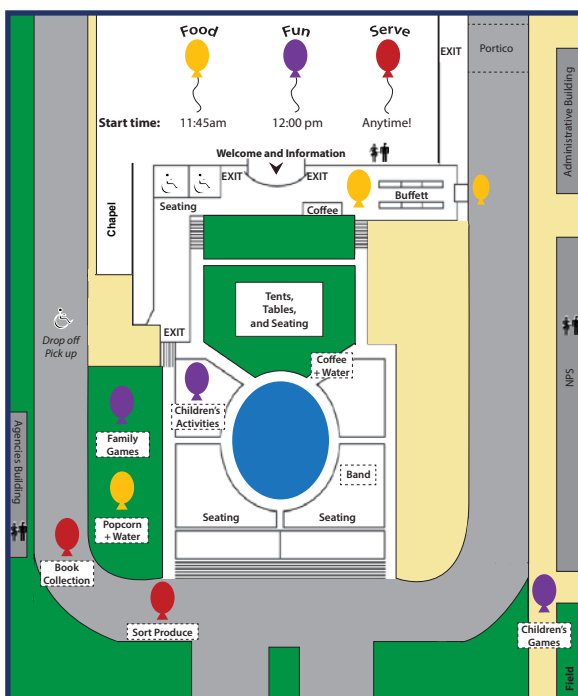 Food Fun Serve
EXIT
Portico
Start time: 11:45am 12:00 pm Anytime!
Administrative Building
Welcome and Information
EXIT
EXIT
Seating
Buffett
Coffee
Chapel
Tents,
Tables,
and Seating
EXIT
Drop off
Pick up
Coffee
+ Water
NPS
Children's
Activities
Family
Games
Agencies Building
Band
Popcorn
+ Water
Seating
Seating
Book
Collection
Sort Produce
Children's
Games
Field